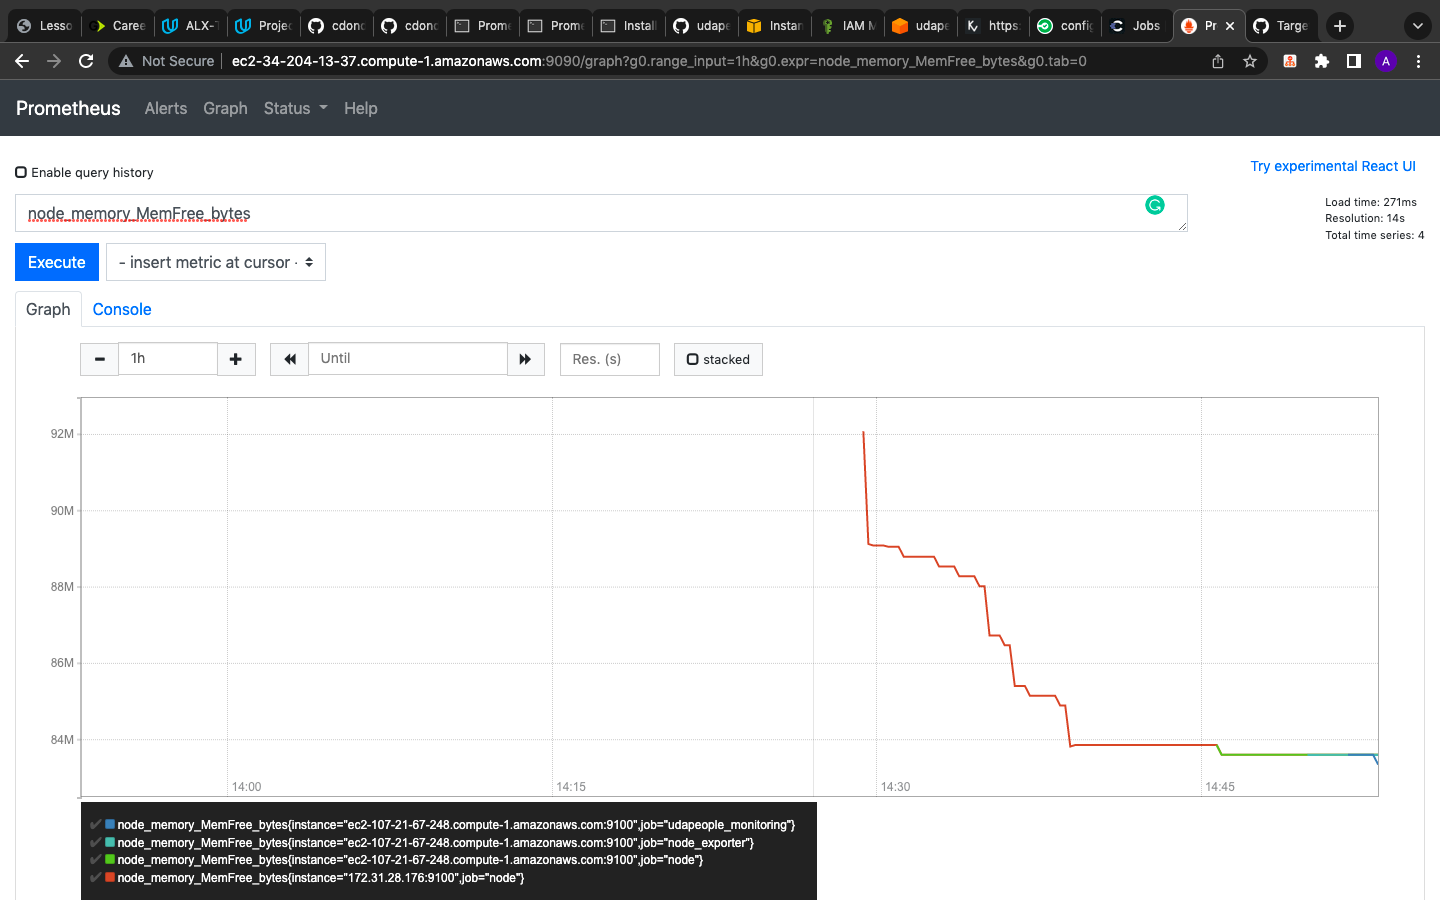 Lesso
Caree
ALX-T
Projec
cdond
cdond
Prome
Prome
Install
udape
Instan
IAM M
udape
https:
config
Jobs
Pr
Targe
Not Secure
ec2-34-204-13-37.compute-1.amazonaws.com:9090/graph?g0.range_input=1h&g0.expr=node_memory_MemFree_bytes&g0.tab=0
A
Prometheus Alerts Graph Status Help
Enable query history
Try experimental React UI
node_memory_MemFree_bytes
Load time: 271ms
Resolution: 14s
Total time series: 4
Execute
- insert metric at cursor -
Graph Console
1h
Until
Res. (s)
stacked
92M
90M
88M
86M
84M
14:00 14:15 14:30 14:45
node_memory_MemFree_bytes{instance="ec2-107-21-67-248.compute-1.amazonaws.com:9100",job="udapeople_monitoring"}
node_memory_MemFree_bytes{instance="ec2-107-21-67-248.compute-1.amazonaws.com:9100",job="node_exporter"}
node_memory_MemFree_bytes{instance="ec2-107-21-67-248.compute-1.amazonaws.com:9100",job="node"}
node_memory_MemFree_bytes{instance="172.31.28.176:9100",job="node"}